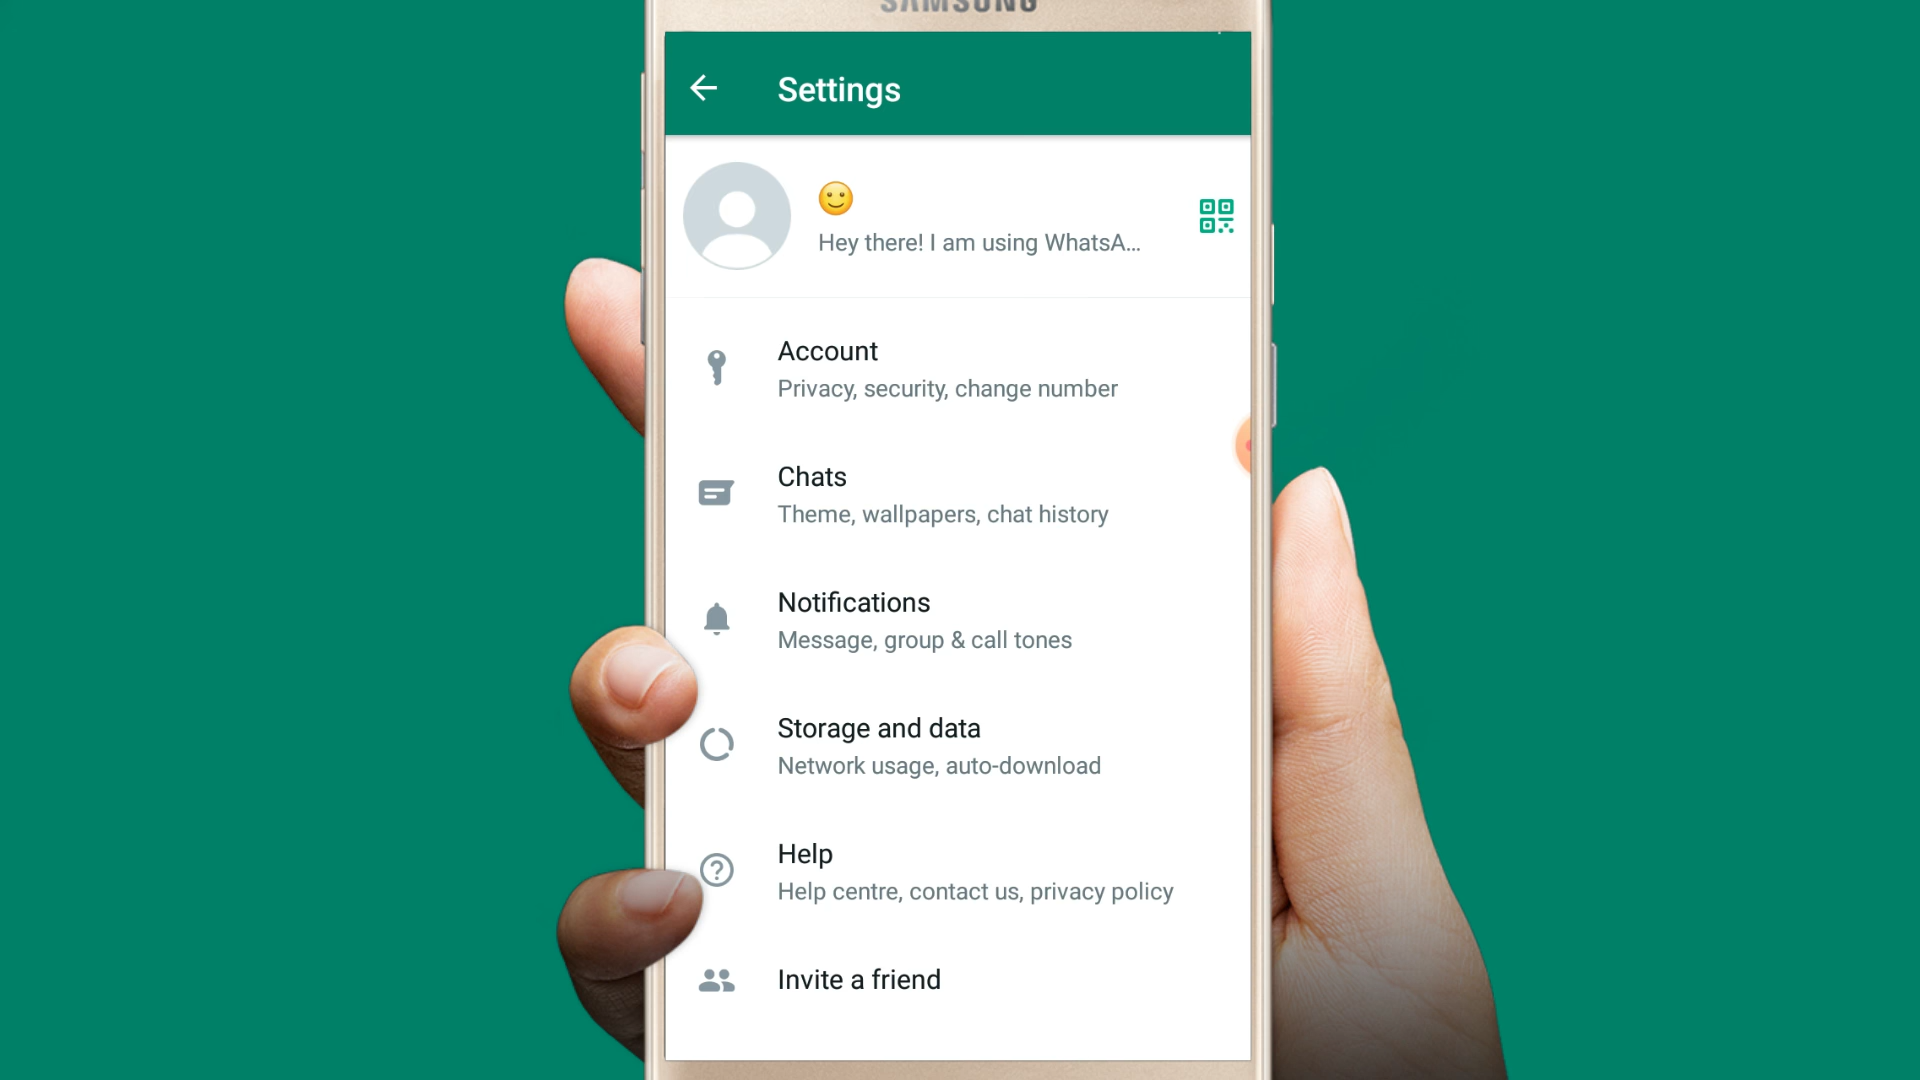 SAMSUNG
Settings
🙂
Hey there! I am using WhatsA...
Account
Privacy, security, change number
Chats
Theme, wallpapers, chat history
Notifications
Message, group & call tones
Storage and data
Network usage, auto-download
Help
Help centre, contact us, privacy policy
Invite a friend